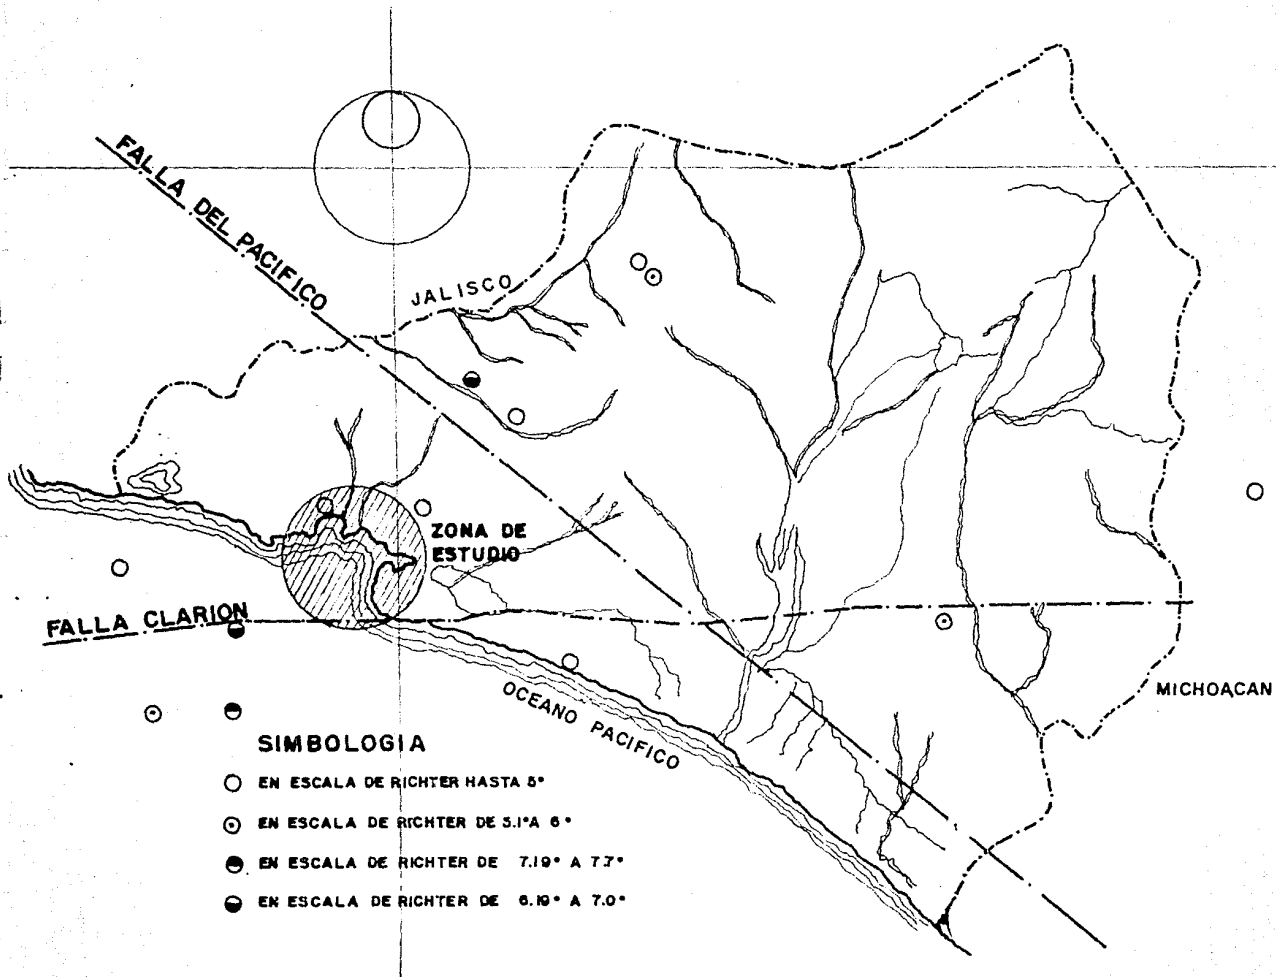 FALLA DEL PACIFICO
JALISCO
ZONA DE
ESTUDIO
FALLA CLARION
OCEANO PACIFICO
MICHOACAN
SIMBOLOGIA
EN ESCALA DE RICHTER HASTA 5°
EN ESCALA DE RICHTER DE 5.1° A 6°
EN ESCALA DE RICHTER DE 7.19° A 7.7°
EN ESCALA DE RICHTER DE 6.19° A 7.0°